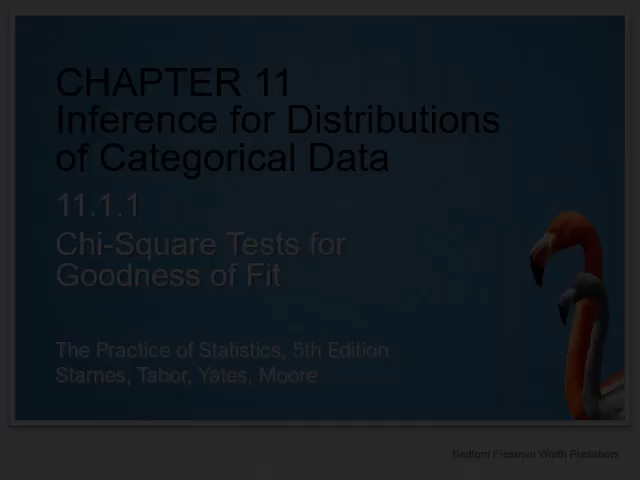 CHAPTER 11
Inference for Distributions
of Categorical Data
11.1.1
Chi-Square Tests for
Goodness of Fit
The Practice of Statistics, 5th Edition
Starnes, Tabor, Yates, Moore
Bedford Freeman Worth Publishers